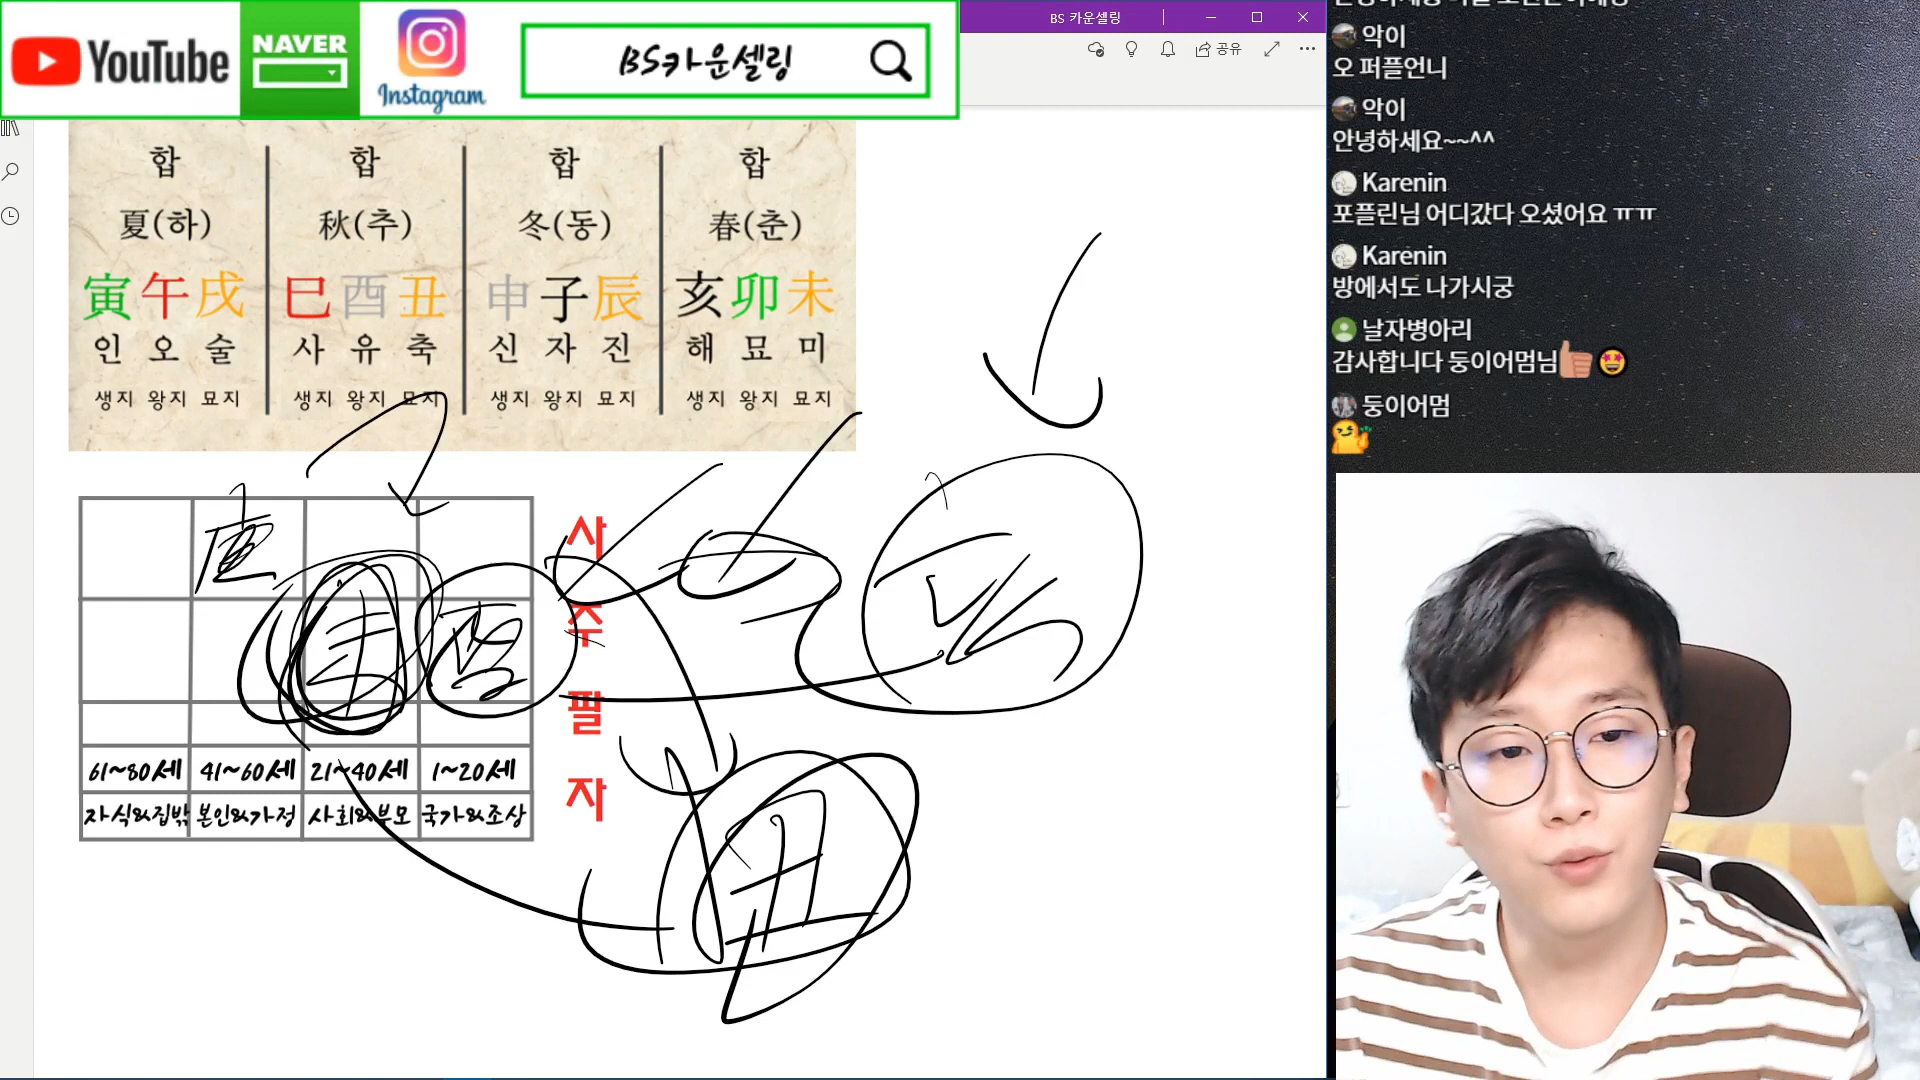 YouTube
NAVER
Instagram
BS카운셀링
BS 카운셀링
공유
합 합 합 합
夏(하) 秋(추) 冬(동) 春(춘)
寅午戌 巳酉丑 申子辰 亥卯未
인오술 사유축 신자진 해묘미
생지 왕지 묘지 생지 왕지 묘지 생지 왕지 묘지 생지 왕지 묘지
사주팔자
61~80세 41~60세 21~40세 1~20세
자식&집밖 본인&가정 사회&부모 국가&조상
丑
악이
오 퍼플언니
악이
안녕하세요~~^^
Karenin
포플린님 어디갔다 오셨어요 ㅠㅠ
Karenin
방에서도 나가시궁
날자병아리
감사합니다 둥이어멈님
둥이어멈